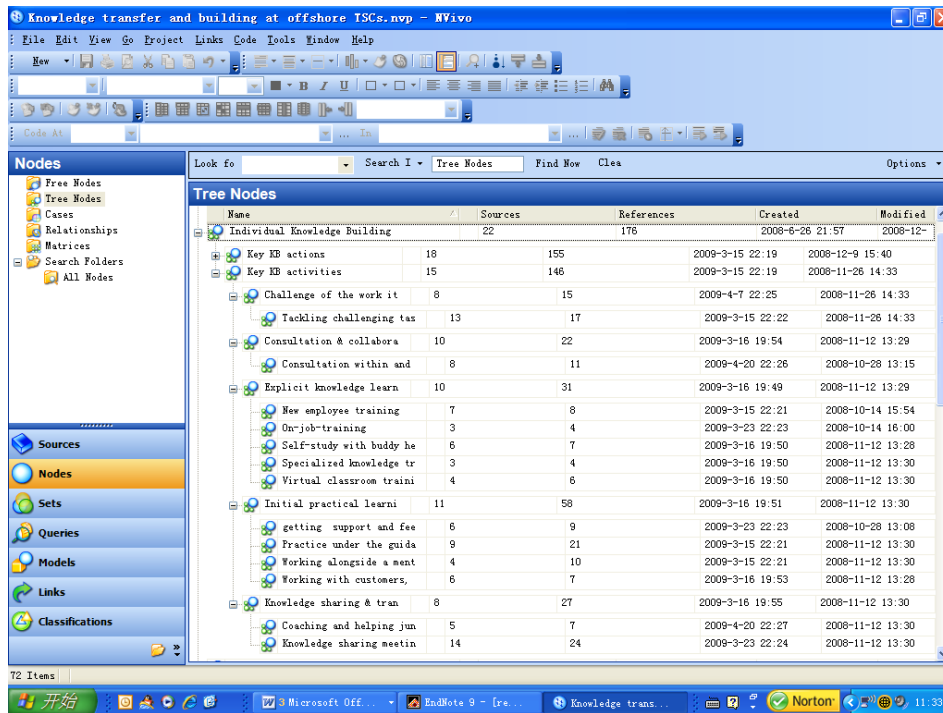 Knowledge transfer and building at offshore TSCs.nvp - NVivo
File Edit View Go Project Links Code Tools Window Help
New
B I U
Code At ... In ...
Nodes
Free Nodes
Tree Nodes
Cases
Relationships
Matrices
Search Folders
All Nodes
Sources
Nodes
Sets
Queries
Models
Links
Classifications
Look fo Search I Tree Nodes Find Now Clea Options
Tree Nodes
Name Sources References Created Modified
Individual Knowledge Building 22 176 2008-6-26 21:57 2008-12-
Key KB actions 18 155 2009-3-15 22:19 2008-12-9 15:40
Key KB activities 15 146 2009-3-15 22:19 2008-11-26 14:33
Challenge of the work it 8 15 2009-4-7 22:25 2008-11-26 14:33
Tackling challenging tas 13 17 2009-3-15 22:22 2008-11-26 14:33
Consultation & collabora 10 22 2009-3-16 19:54 2008-11-12 13:29
Consultation within and 8 11 2009-4-20 22:26 2008-10-28 13:15
Explicit knowledge learn 10 31 2009-3-16 19:49 2008-11-12 13:29
New employee training 7 8 2009-3-15 22:21 2008-10-14 15:54
On-job-training 3 4 2009-3-23 22:23 2008-10-14 16:00
Self-study with buddy he 6 7 2009-3-16 19:50 2008-11-12 13:28
Specialized knowledge tr 3 4 2009-3-16 19:50 2008-11-12 13:30
Virtual classroom traini 4 6 2009-3-16 19:50 2008-11-12 13:30
Initial practical learni 11 58 2009-3-16 19:51 2008-11-12 13:30
getting support and fee 6 9 2009-3-23 22:23 2008-10-28 13:08
Practice under the guida 9 21 2009-3-15 22:21 2008-11-12 13:30
Working alongside a ment 4 10 2009-3-15 22:21 2008-11-12 13:30
Working with customers, 6 7 2009-3-16 19:53 2008-11-12 13:28
Knowledge sharing & tran 8 27 2009-3-16 19:55 2008-11-12 13:30
Coaching and helping jun 5 7 2009-4-20 22:27 2008-11-12 13:30
Knowledge sharing meetin 14 24 2009-3-23 22:24 2008-11-12 13:30
72 Items
开始 3 Microsoft Off... EndNote 9 - [re... Knowledge trans... Norton 11:33